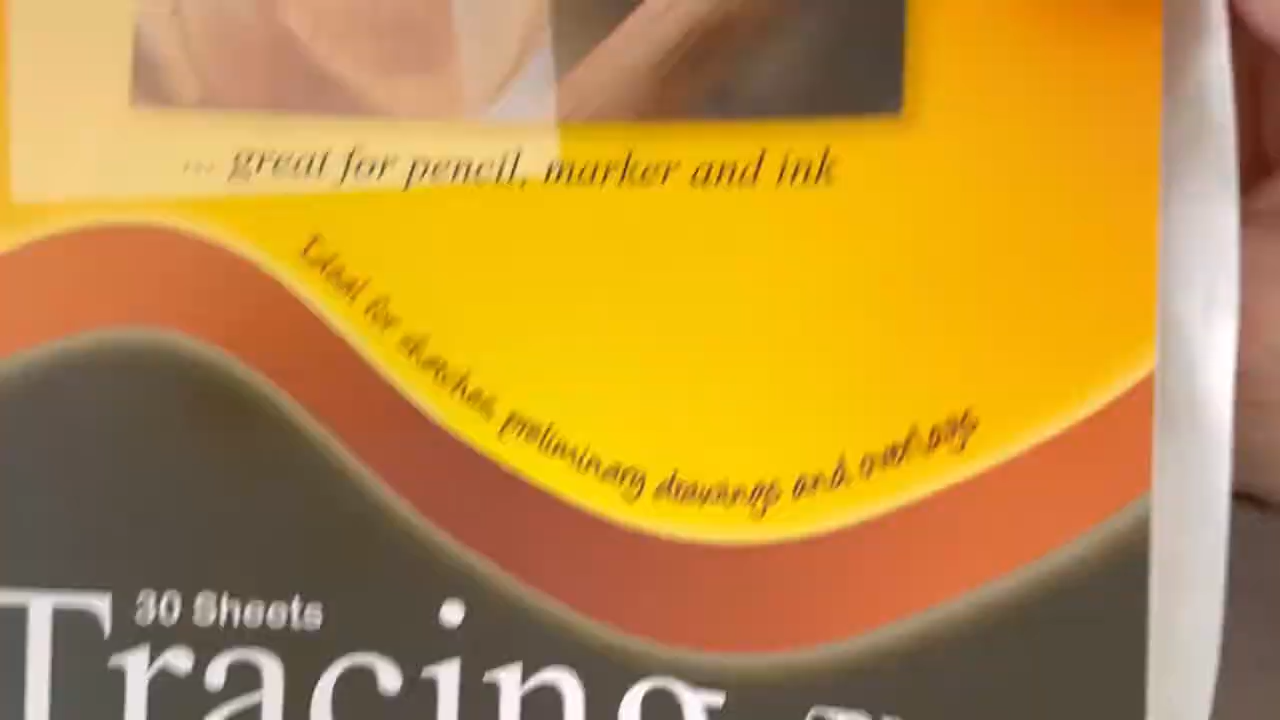 ... great for pencil, marker and ink
Ideal for sketches, preliminary drawings and overlays
30 Sheets
Tracing